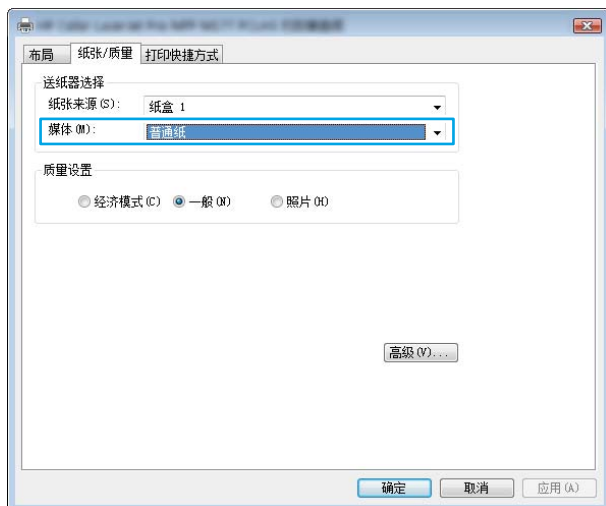 布局 纸张/质量 打印快捷方式
送纸器选择
纸张来源(S): 纸盒 1
媒体(M): 普通纸
质量设置
经济模式(C) 一般(N) 照片(H)
高级(V)...
确定 取消 应用(A)